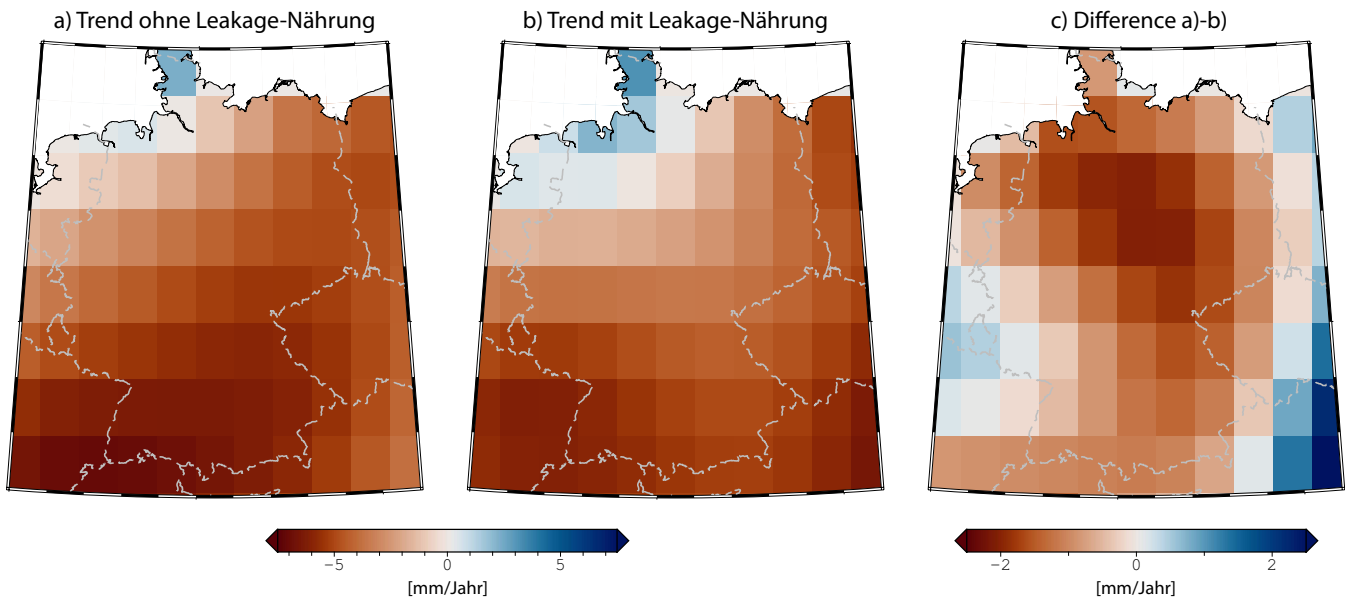 a) Trend ohne Leakage-Nährung
b) Trend mit Leakage-Nährung
c) Difference a)-b)
−5 0 5
[mm/Jahr]
−2 0 2
[mm/Jahr]